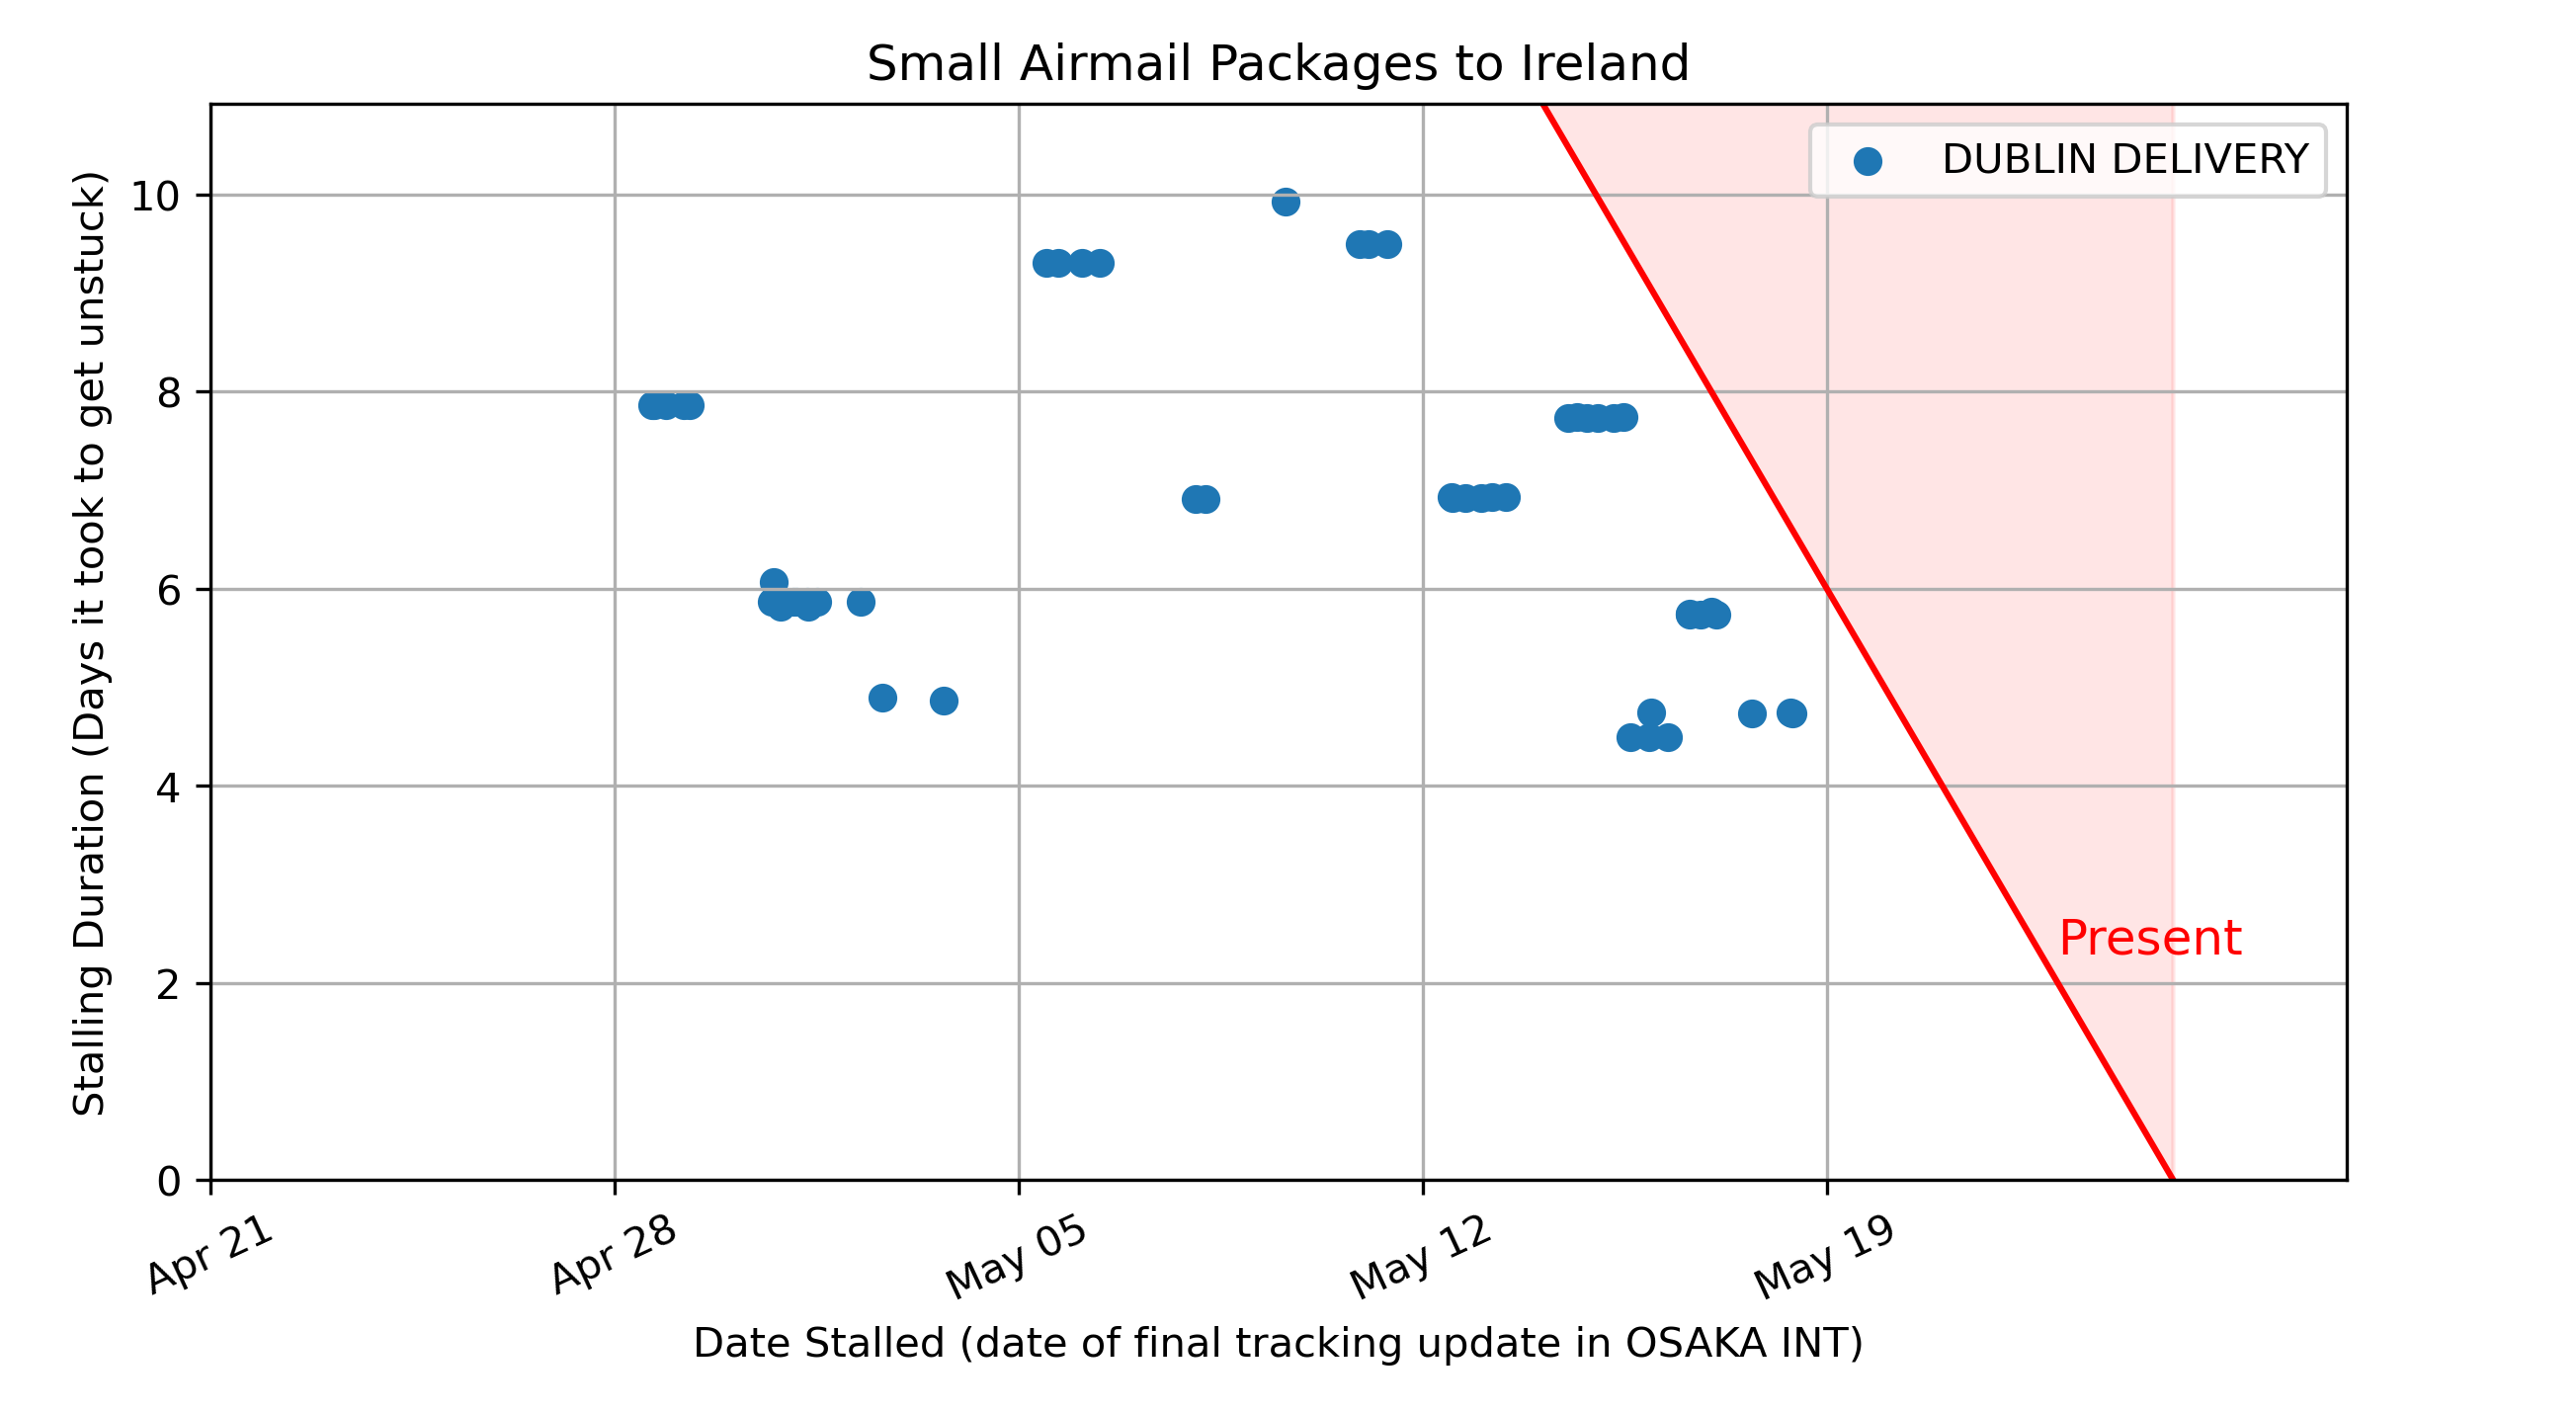 Small Airmail Packages to Ireland
DUBLIN DELIVERY
Stalling Duration (Days it took to get unstuck)
10
8
6
4
2
0
Present
Apr 21
Apr 28
May 05
May 12
May 19
Date Stalled (date of final tracking update in OSAKA INT)